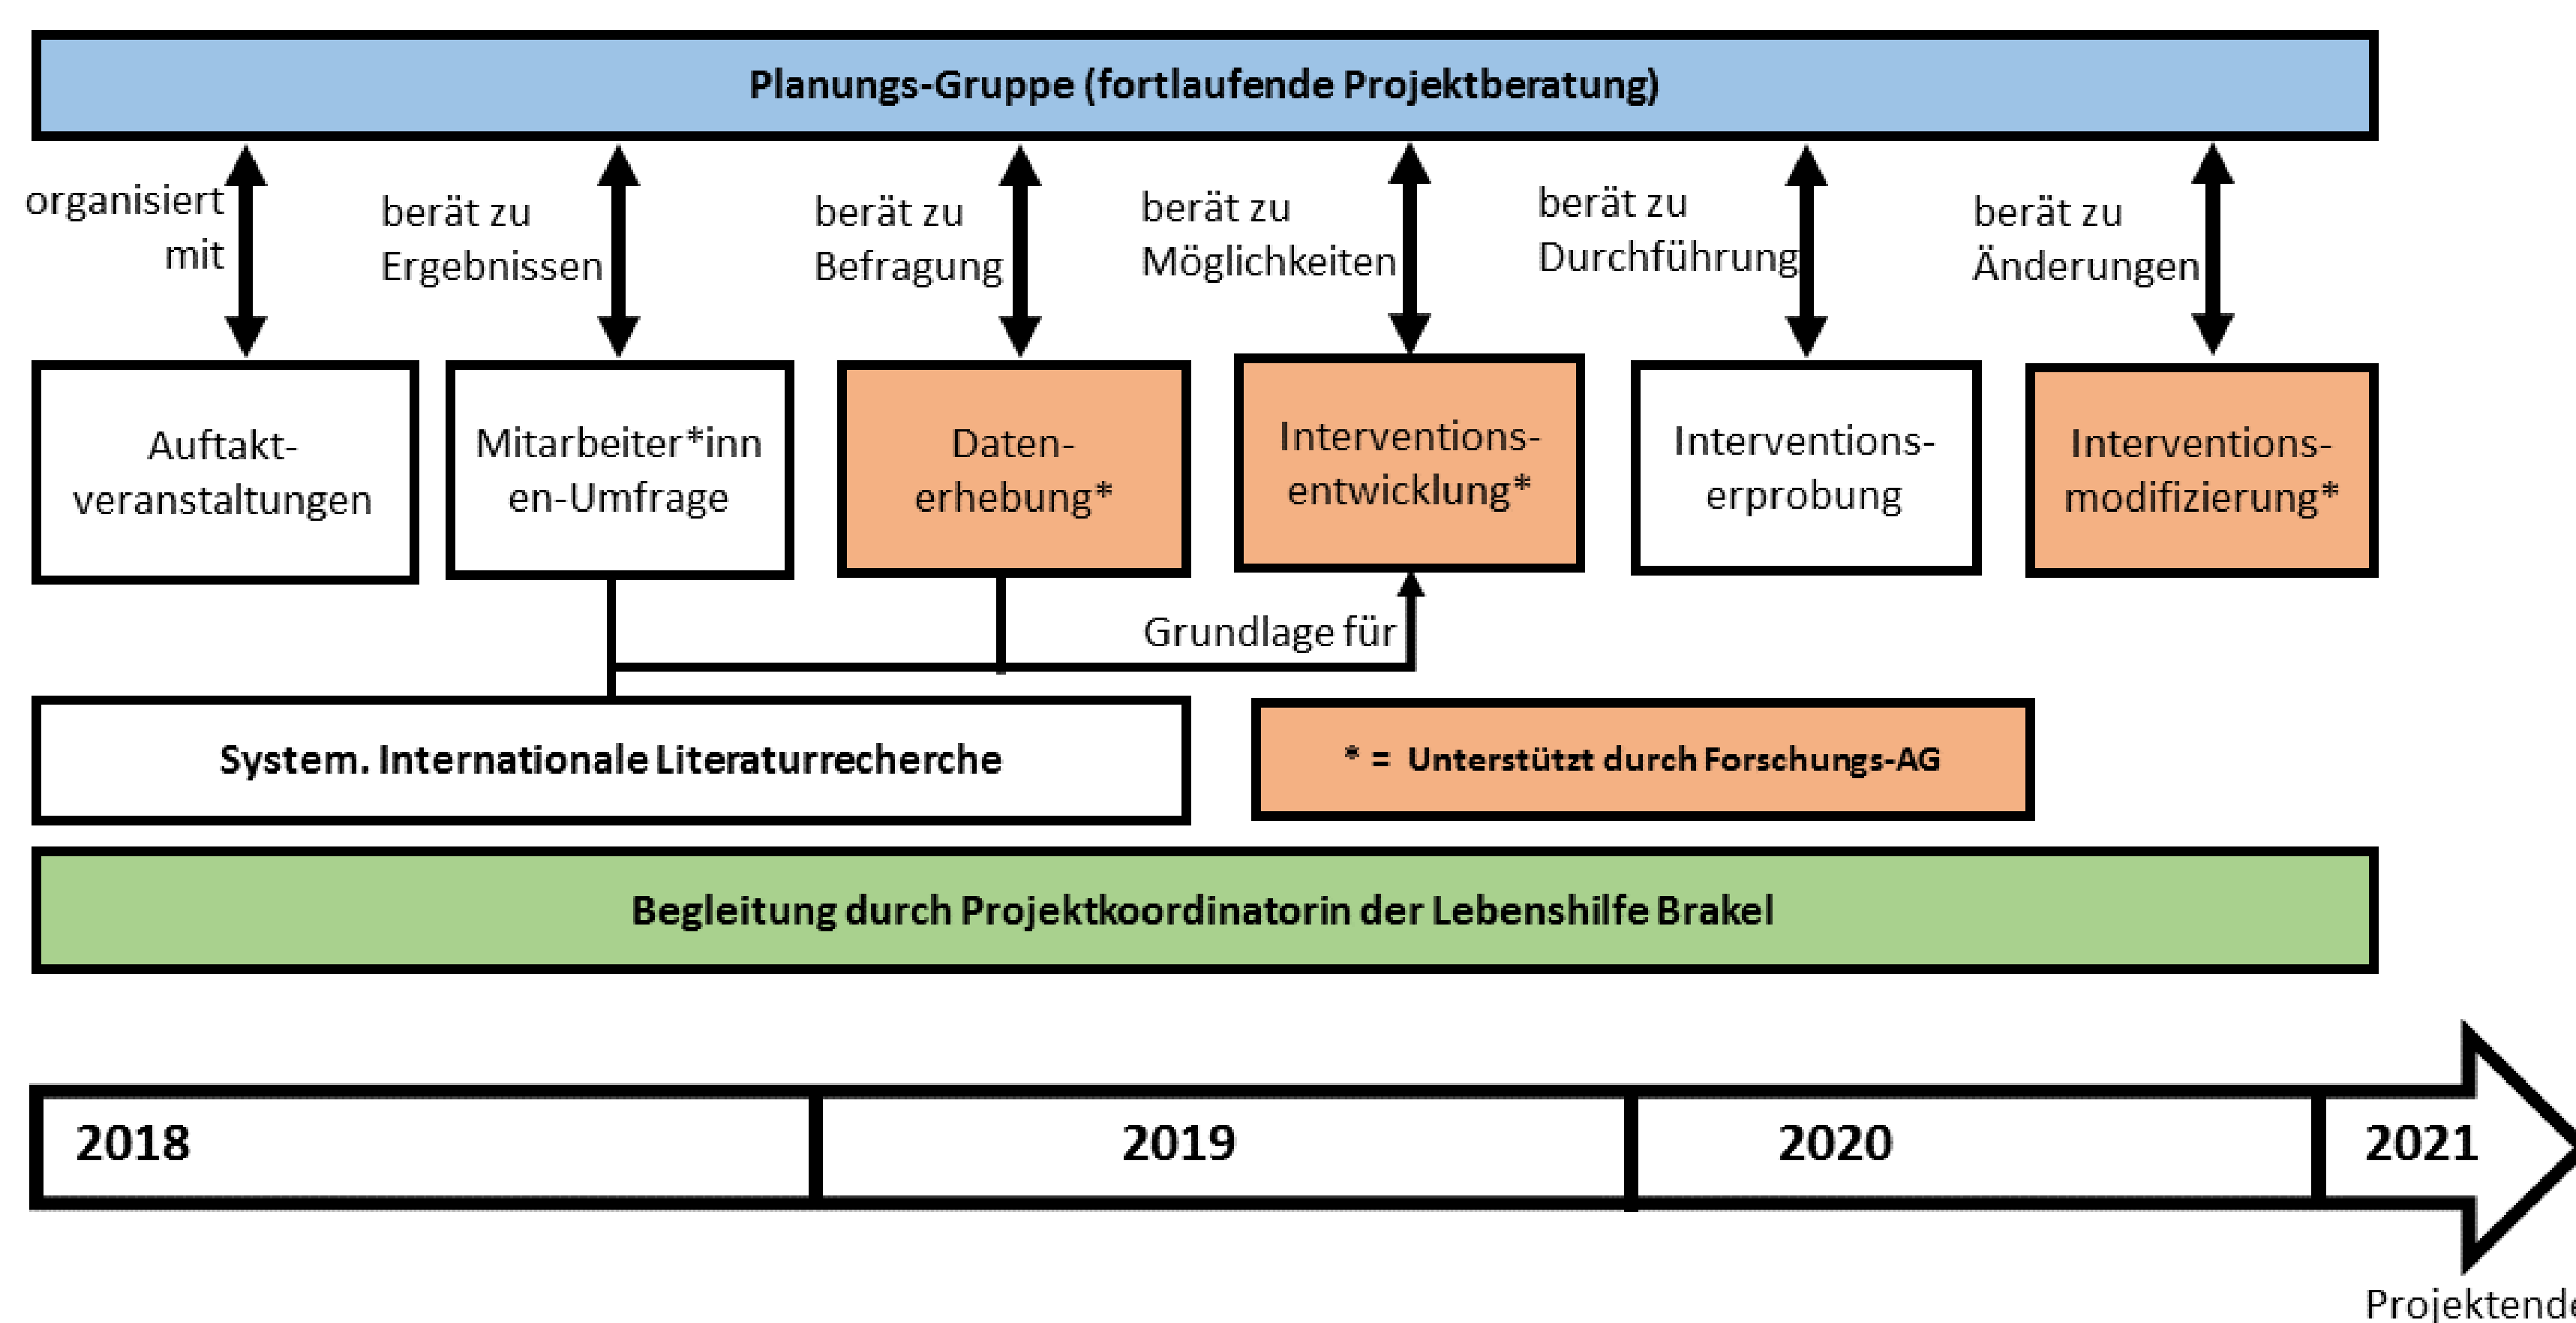 Planungs-Gruppe (fortlaufende Projektberatung)
organisiert
mit
berät zu
Ergebnissen
berät zu
Befragung
berät zu
Möglichkeiten
berät zu
Durchführung
berät zu
Änderungen
Auftakt-
veranstaltungen
Mitarbeiter*inn
en-Umfrage
Daten-
erhebung*
Interventions-
entwicklung*
Interventions-
erprobung
Interventions-
modifizierung*
Grundlage für
System. Internationale Literaturrecherche
* = Unterstützt durch Forschungs-AG
Begleitung durch Projektkoordinatorin der Lebenshilfe Brakel
2018
2019
2020
2021
Projektende